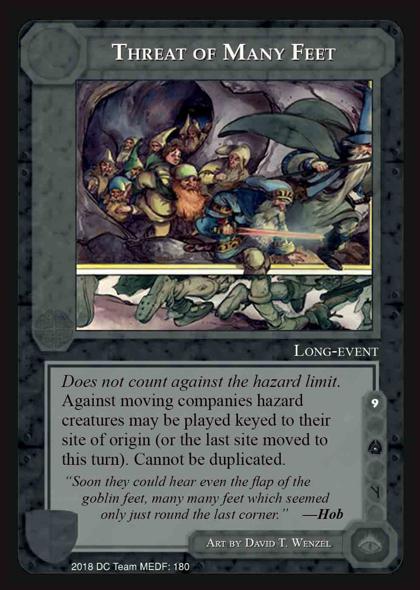 Threat of Many Feet
Long-event
Does not count against the hazard limit.
Against moving companies hazard
creatures may be played keyed to their
site of origin (or the last site moved to
this turn). Cannot be duplicated.
“Soon they could hear even the flap of the
goblin feet, many many feet which seemed
only just round the last corner.” —Hob
9
Art by David T. Wenzel
2018 DC Team MEDF: 180